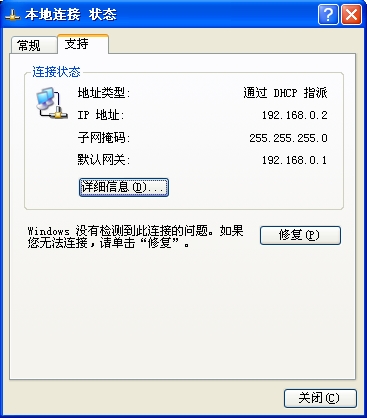 本地连接 状态
常规
支持
连接状态
地址类型: 通过 DHCP 指派
IP 地址: 192.168.0.2
子网掩码: 255.255.255.0
默认网关: 192.168.0.1
详细信息(D)...
Windows 没有检测到此连接的问题。如果
您无法连接,请单击“修复”。
修复(P)
关闭(C)